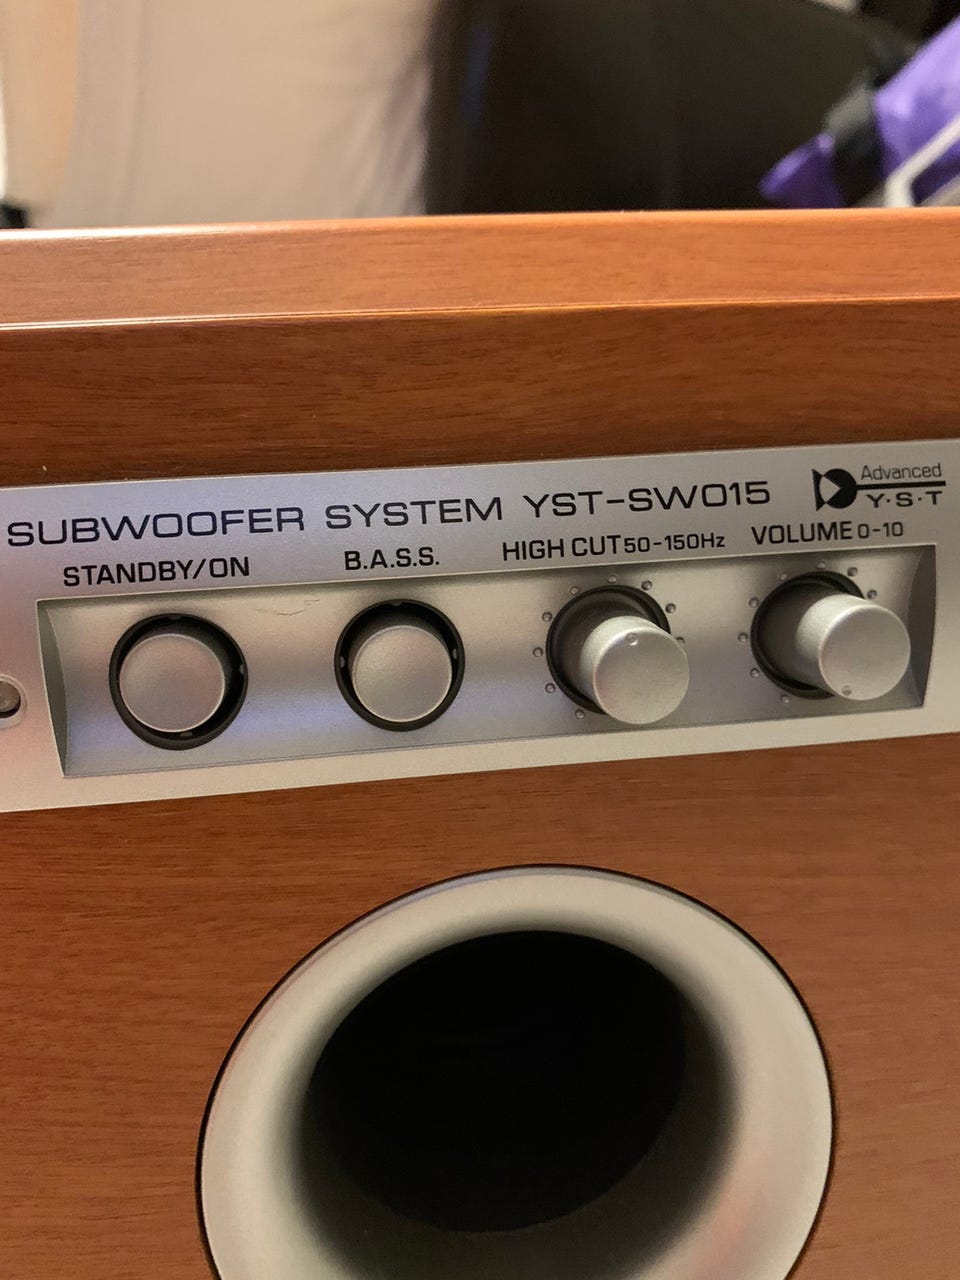 SUBWOOFER SYSTEM YST-SW015
Advanced
Y·S·T
STANDBY/ON
B.A.S.S.
HIGH CUT 50-150Hz
VOLUME 0-10